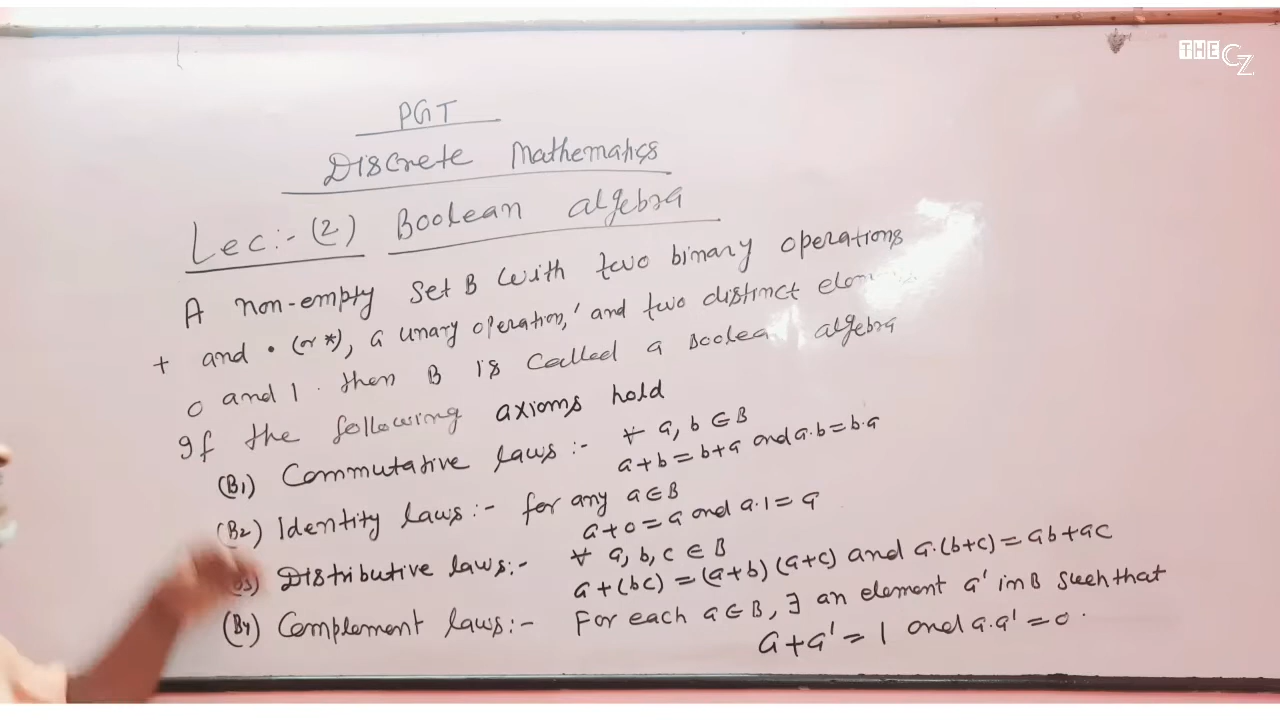 THE CZ
PGT
Discrete Mathematics
Lec:- (2) Boolean algebra
A non-empty set B with two binary operations
+ and • (or *), a unary operation,' and two distinct
0 and 1. then B is called a Boolean algebra
If the following axioms hold
(B1) Commutative laws :- ∀ a, b ∈ B
a+b = b+a and a.b = b.a
(B2) Identity laws :- for any a ∈ B
a+0 = a and a.1 = a
Distributive laws:- ∀ a, b, c ∈ B
a+(bc) = (a+b) (a+c) and a.(b+c) = ab+ac
(B4) Complement laws:- For each a ∈ B, ∃ an element a' in B such that
a+a' = 1 and a.a' = 0.